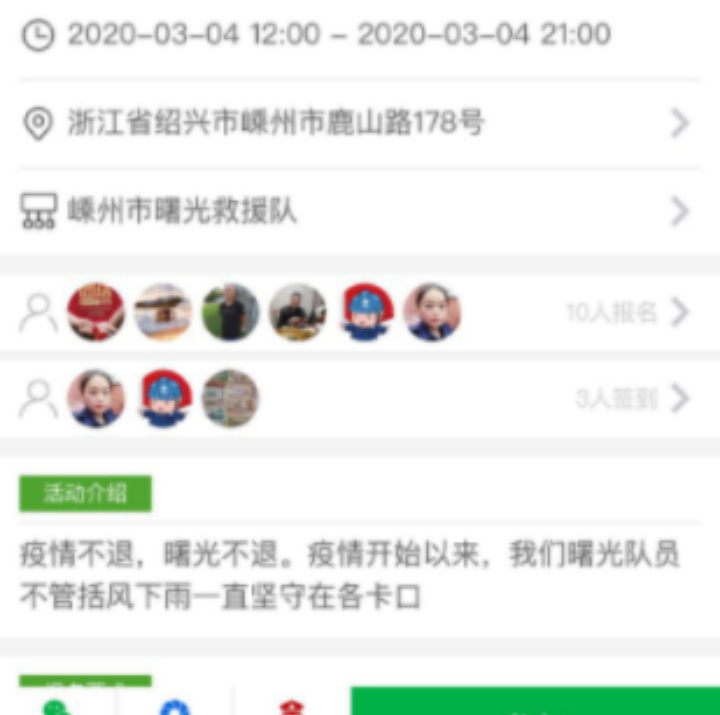 2020-03-04 12:00 - 2020-03-04 21:00
浙江省绍兴市嵊州市鹿山路178号
嵊州市曙光救援队
10人报名
3人签到
活动介绍
疫情不退，曙光不退。疫情开始以来，我们曙光队员
不管括风下雨一直坚守在各卡口